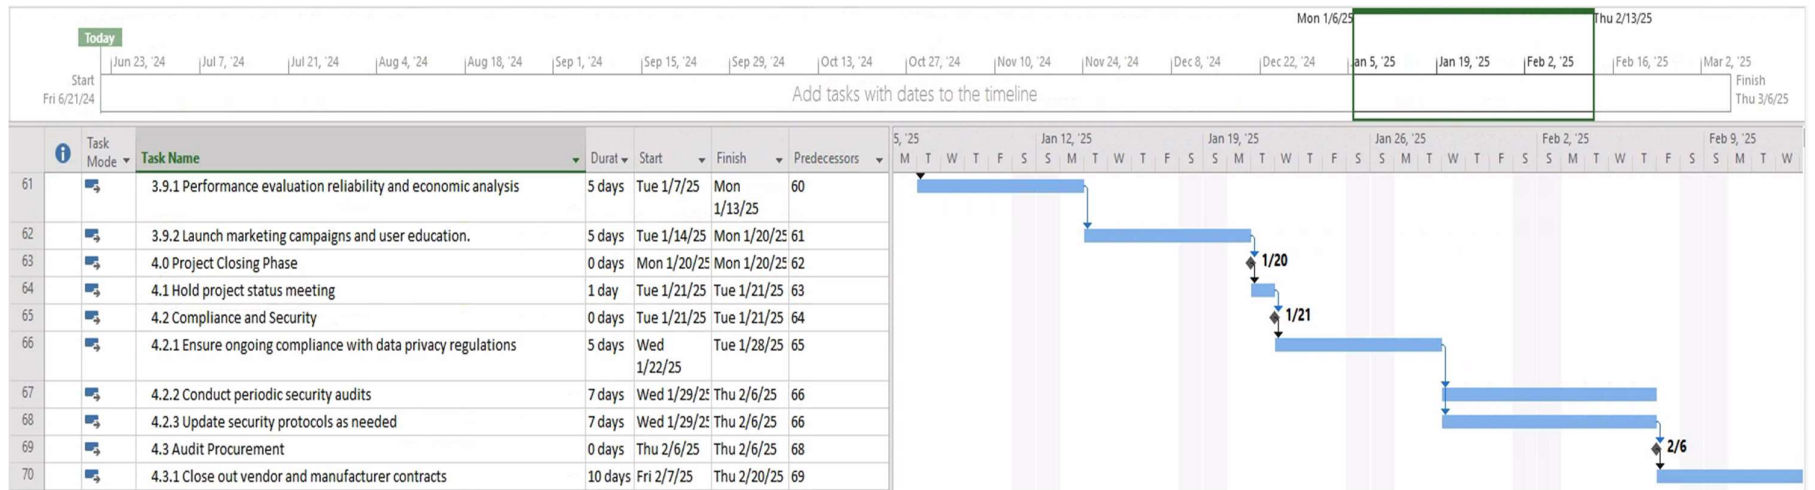 Mon 1/6/25 Thu 2/13/25
Today
Jun 23, '24 Jul 7, '24 Jul 21, '24 Aug 4, '24 Aug 18, '24 Sep 1, '24 Sep 15, '24 Sep 29, '24 Oct 13, '24 Oct 27, '24 Nov 10, '24 Nov 24, '24 Dec 8, '24 Dec 22, '24 Jan 5, '25 Jan 19, '25 Feb 2, '25 Feb 16, '25 Mar 2, '25
Start Finish
Fri 6/21/24 Add tasks with dates to the timeline Thu 3/6/25
Task Mode Task Name Durat Start Finish Predecessors
5, '25 Jan 12, '25 Jan 19, '25 Jan 26, '25 Feb 2, '25 Feb 9, '25
M T W T F S S M T W T F S S M T W T F S S M T W T F S S M T W T F S S M T W
61 3.9.1 Performance evaluation reliability and economic analysis 5 days Tue 1/7/25 Mon 1/13/25 60
62 3.9.2 Launch marketing campaigns and user education. 5 days Tue 1/14/25 Mon 1/20/25 61
63 4.0 Project Closing Phase 0 days Mon 1/20/25 Mon 1/20/25 62 1/20
64 4.1 Hold project status meeting 1 day Tue 1/21/25 Tue 1/21/25 63
65 4.2 Compliance and Security 0 days Tue 1/21/25 Tue 1/21/25 64 1/21
66 4.2.1 Ensure ongoing compliance with data privacy regulations 5 days Wed 1/22/25 Tue 1/28/25 65
67 4.2.2 Conduct periodic security audits 7 days Wed 1/29/25 Thu 2/6/25 66
68 4.2.3 Update security protocols as needed 7 days Wed 1/29/25 Thu 2/6/25 66
69 4.3 Audit Procurement 0 days Thu 2/6/25 Thu 2/6/25 68 2/6
70 4.3.1 Close out vendor and manufacturer contracts 10 days Fri 2/7/25 Thu 2/20/25 69